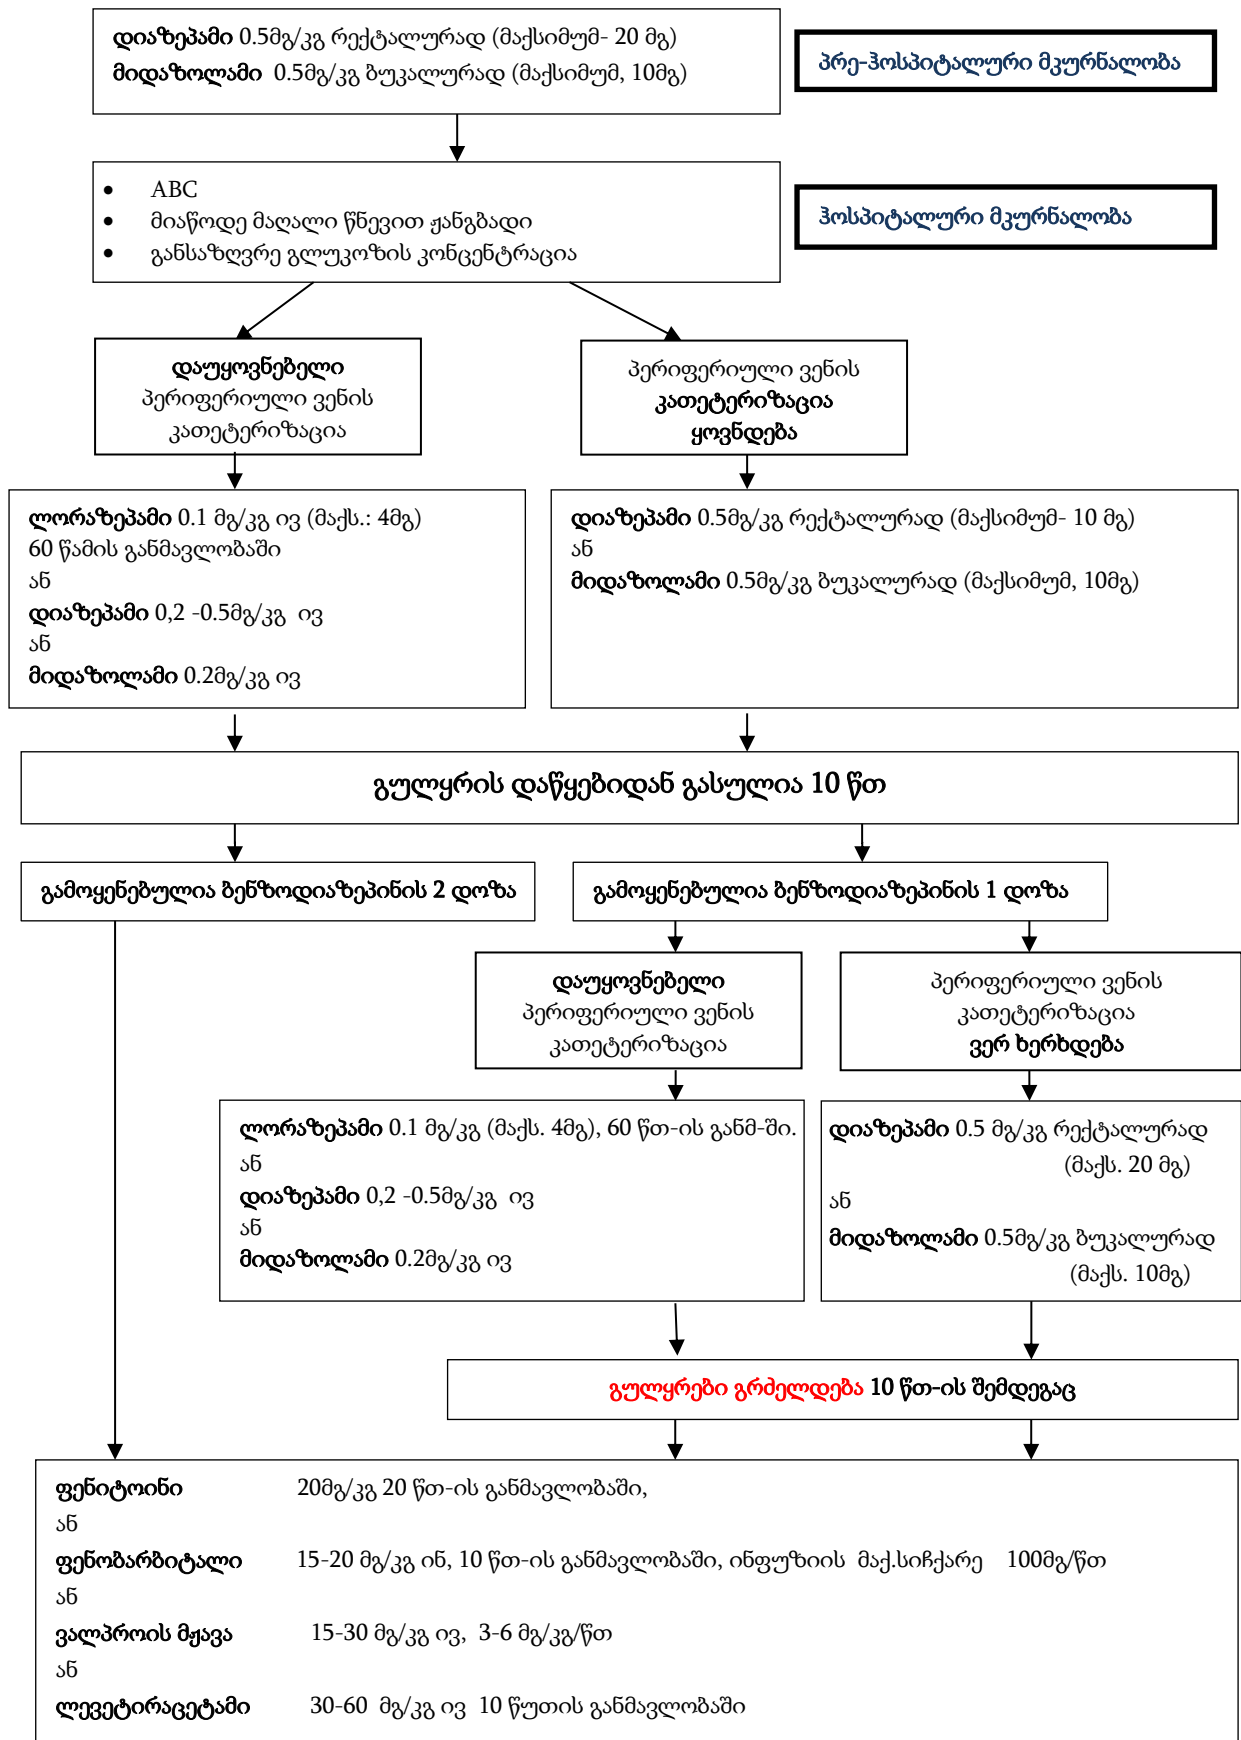 დიაზეპამი 0.5მგ/კგ რექტალურად (მაქსიმუმ- 20 მგ)
მიდაზოლამი 0.5მგ/კგ ბუკალურად (მაქსიმუმ, 10მგ)
პრე-ჰოსპიტალური მკურნალობა
• ABC
• მიაწოდე მაღალი წნევით ჟანგბადი
• განსაზღვრე გლუკოზის კონცენტრაცია
ჰოსპიტალური მკურნალობა
დაუყოვნებელი
პერიფერიული ვენის
კათეტერიზაცია
პერიფერიული ვენის
კათეტერიზაცია
ყოვნდება
ლორაზეპამი 0.1 მგ/კგ ივ (მაქს.: 4მგ)
60 წამის განმავლობაში
ან
დიაზეპამი 0,2 -0.5მგ/კგ ივ
ან
მიდაზოლამი 0.2მგ/კგ ივ
დიაზეპამი 0.5მგ/კგ რექტალურად (მაქსიმუმ- 10 მგ)
ან
მიდაზოლამი 0.5მგ/კგ ბუკალურად (მაქსიმუმ, 10მგ)
გულყრის დაწყებიდან გასულია 10 წთ
გამოყენებულია ბენზოდიაზეპინის 2 დოზა
გამოყენებულია ბენზოდიაზეპინის 1 დოზა
დაუყოვნებელი
პერიფერიული ვენის
კათეტერიზაცია
პერიფერიული ვენის
კათეტერიზაცია
ვერ ხერხდება
ლორაზეპამი 0.1 მგ/კგ (მაქს. 4მგ), 60 წთ-ის განმ-ში.
ან
დიაზეპამი 0,2 -0.5მგ/კგ ივ
ან
მიდაზოლამი 0.2მგ/კგ ივ
დიაზეპამი 0.5 მგ/კგ რექტალურად
(მაქს. 20 მგ)
ან
მიდაზოლამი 0.5მგ/კგ ბუკალურად
(მაქს. 10მგ)
გულყრები გრძელდება 10 წთ-ის შემდეგაც
ფენიტოინი 20მგ/კგ 20 წთ-ის განმავლობაში,
ან
ფენობარბიტალი 15-20 მგ/კგ ინ, 10 წთ-ის განმავლობაში, ინფუზიის მაქ.სიჩქარე 100მგ/წთ
ან
ვალპროის მჟავა 15-30 მგ/კგ ივ, 3-6 მგ/კგ/წთ
ან
ლევეტირაცეტამი 30-60 მგ/კგ ივ 10 წუთის განმავლობაში